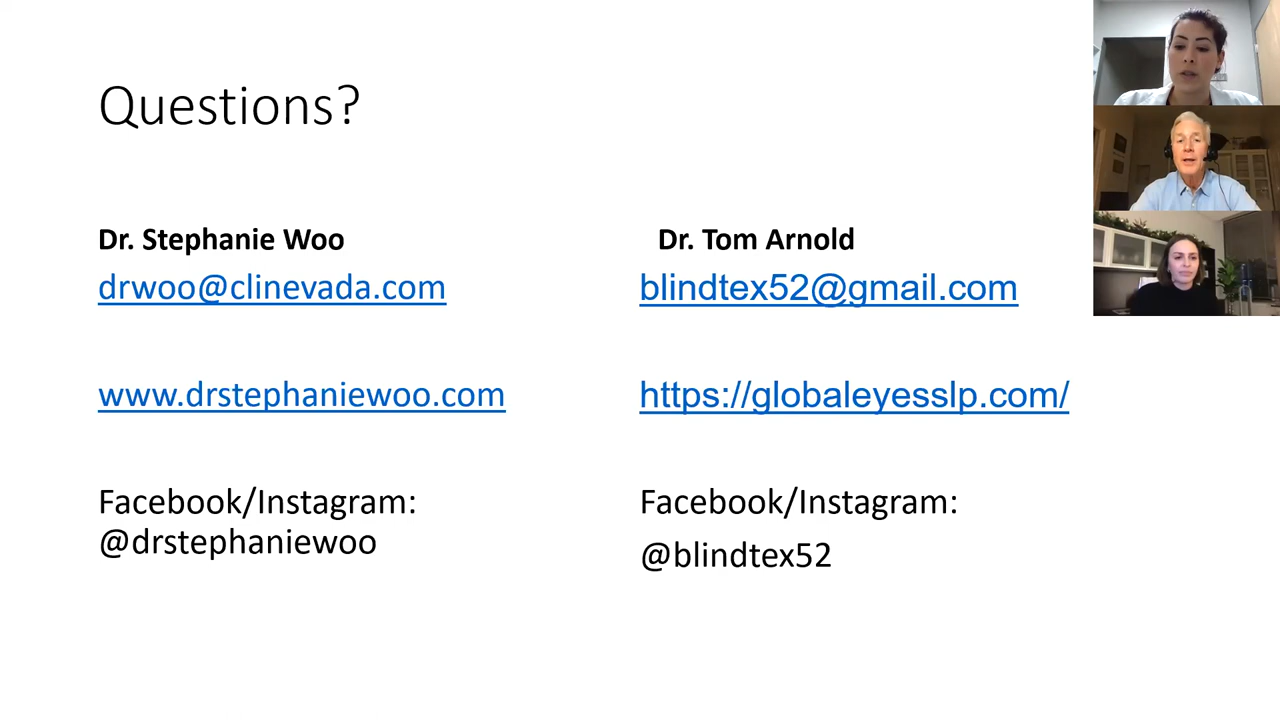 Questions?
Dr. Stephanie Woo
drwoo@clinevada.com
www.drstephaniewoo.com
Facebook/Instagram:
@drstephaniewoo
Dr. Tom Arnold
blindtex52@gmail.com
https://globaleyesslp.com/
Facebook/Instagram:
@blindtex52